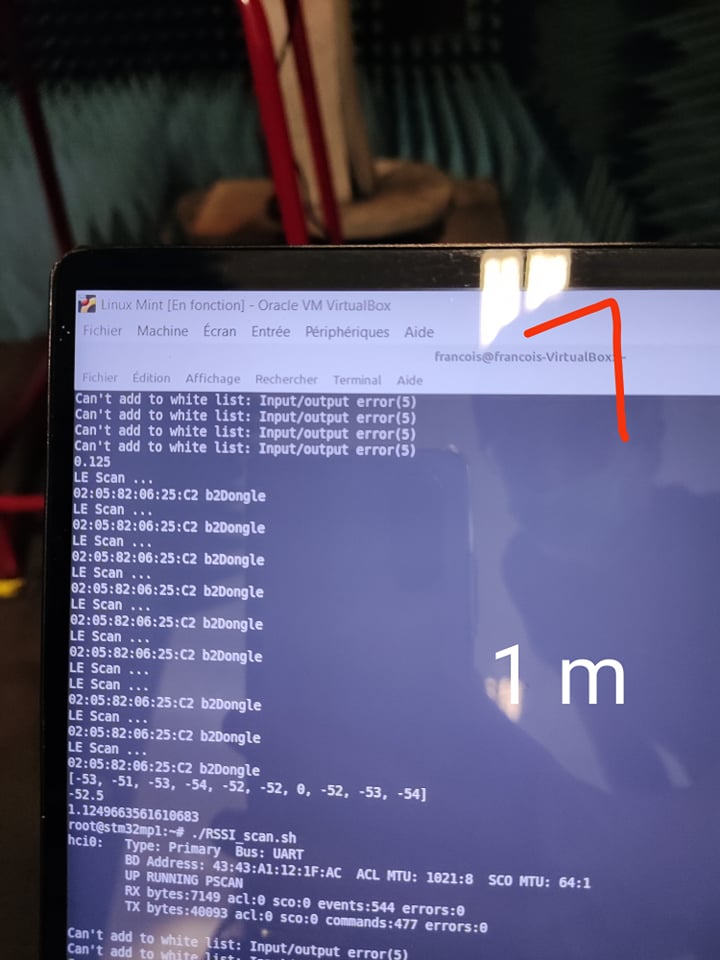 Linux Mint [En fonction] - Oracle VM VirtualBox
Fichier Machine Écran Entrée Périphériques Aide
francois@francois-VirtualBox: ~
Fichier Édition Affichage Rechercher Terminal Aide
Can't add to white list: Input/output error(5)
Can't add to white list: Input/output error(5)
Can't add to white list: Input/output error(5)
Can't add to white list: Input/output error(5)
0.125
LE Scan ...
02:05:82:06:25:C2 b2Dongle
LE Scan ...
02:05:82:06:25:C2 b2Dongle
LE Scan ...
02:05:82:06:25:C2 b2Dongle
LE Scan ...
02:05:82:06:25:C2 b2Dongle
LE Scan ...
02:05:82:06:25:C2 b2Dongle
LE Scan ...
02:05:82:06:25:C2 b2Dongle
LE Scan ...
LE Scan ...
02:05:82:06:25:C2 b2Dongle
LE Scan ...
02:05:82:06:25:C2 b2Dongle
LE Scan ...
02:05:82:06:25:C2 b2Dongle
[-53, -51, -53, -54, -52, -52, 0, -52, -53, -54]
-52.5
1.1249663561610683
root@stm32mp1:~# ./RSSI_scan.sh
hci0: Type: Primary Bus: UART
BD Address: 43:43:A1:12:1F:AC ACL MTU: 1021:8 SCO MTU: 64:1
UP RUNNING PSCAN
RX bytes:7149 acl:0 sco:0 events:544 errors:0
TX bytes:40093 acl:0 sco:0 commands:477 errors:0
Can't add to white list: Input/output error(5)
Can't add to white list: Input/output error(5)
1 m